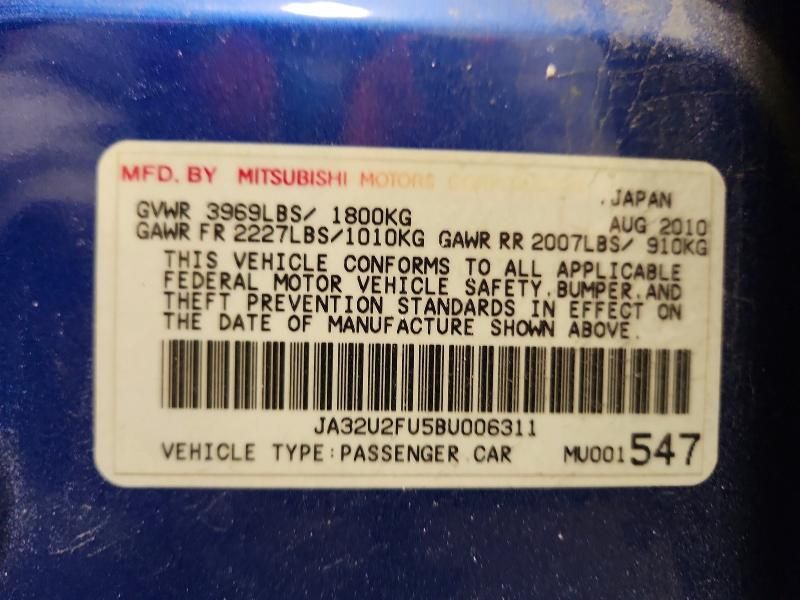 MFD. BY MITSUBISHI MOTORS CORPORATION , JAPAN
GVWR 3969LBS/ 1800KG AUG 2010
GAWR FR 2227LBS/1010KG GAWR RR 2007LBS/ 910KG
THIS VEHICLE CONFORMS TO ALL APPLICABLE
FEDERAL MOTOR VEHICLE SAFETY,BUMPER,AND
THEFT PREVENTION STANDARDS IN EFFECT ON
THE DATE OF MANUFACTURE SHOWN ABOVE.
JA32U2FU5BU006311
VEHICLE TYPE:PASSENGER CAR MU001547